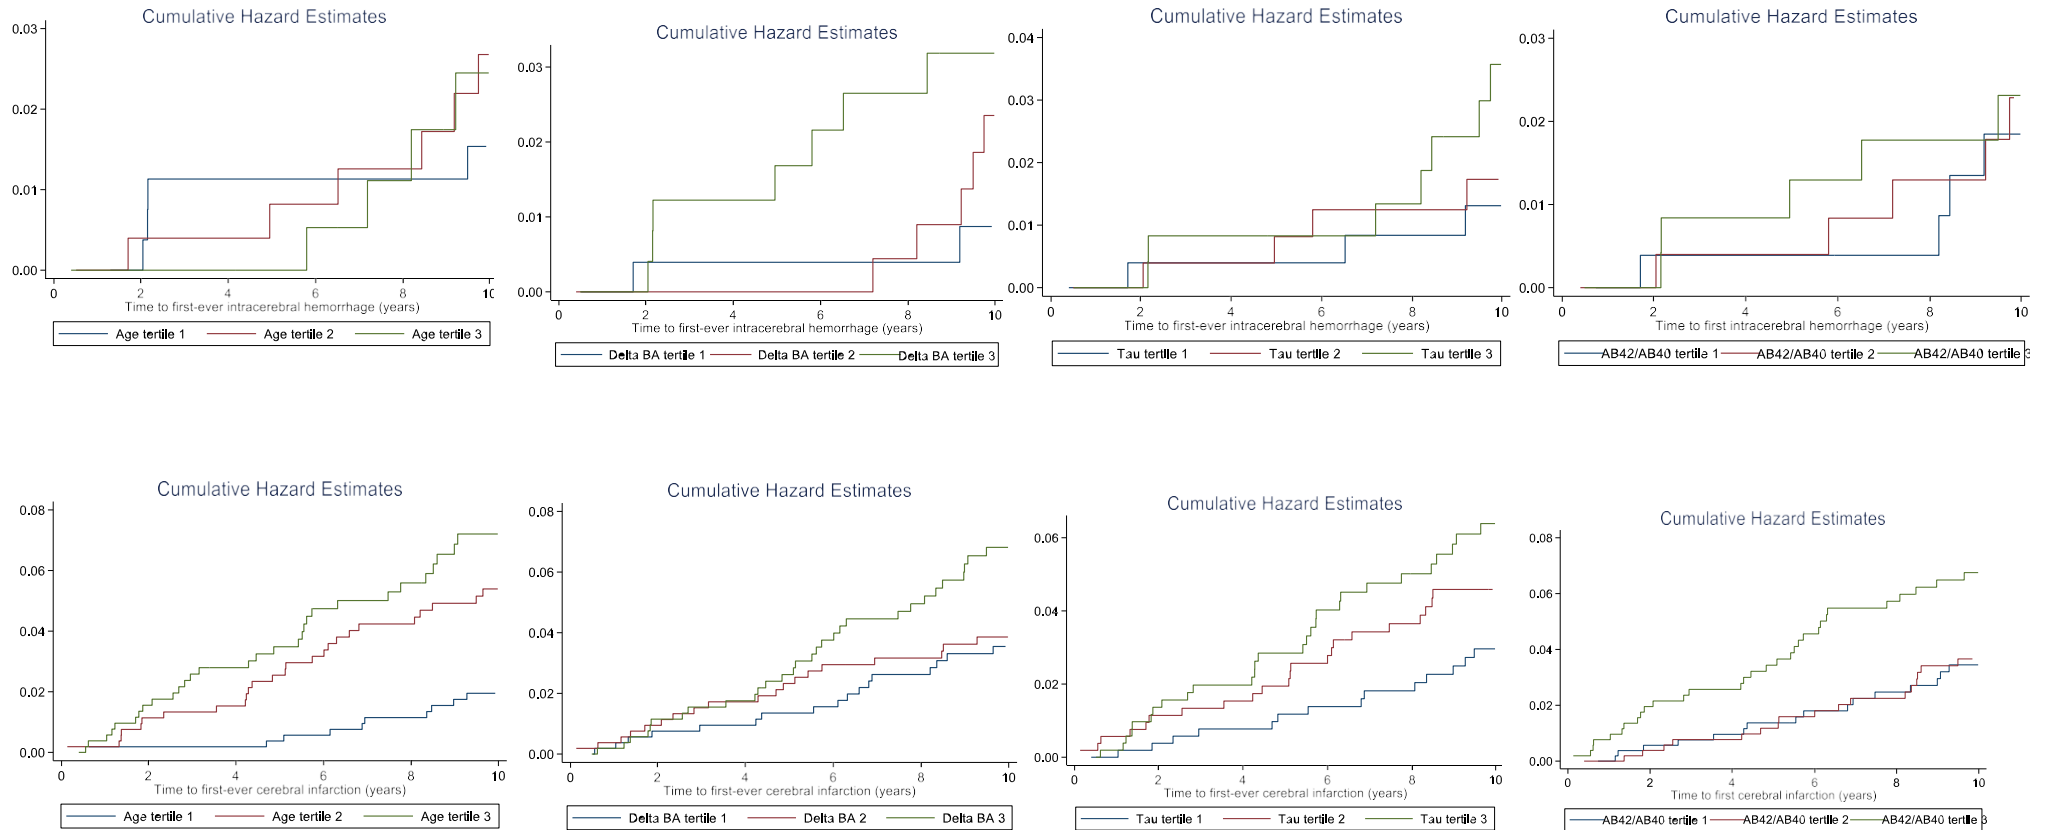 Cumulative Hazard Estimates
0.03
0.02
0.01
0.00
0 2 4 6 8 10
Time to first-ever intracerebral hemorrhage (years)
Age tertile 1 Age tertile 2 Age tertile 3
Cumulative Hazard Estimates
0.03
0.02
0.01
0.00
0 2 4 6 8 10
Time to first-ever intracerebral hemorrhage (years)
Delta BA tertile 1 Delta BA tertile 2 Delta BA tertile 3
Cumulative Hazard Estimates
0.04
0.03
0.02
0.01
0.00
0 2 4 6 8 10
Time to first-ever intracerebral hemorrhage (years)
Tau tertile 1 Tau tertile 2 Tau tertile 3
Cumulative Hazard Estimates
0.03
0.02
0.01
0.00
0 2 4 6 8 10
Time to first intracerebral hemorrhage (years)
AB42/AB40 tertile 1 AB42/AB40 tertile 2 AB42/AB40 tertile 3
Cumulative Hazard Estimates
0.08
0.06
0.04
0.02
0.00
0 2 4 6 8 10
Time to first-ever cerebral infarction (years)
Age tertile 1 Age tertile 2 Age tertile 3
Cumulative Hazard Estimates
0.08
0.06
0.04
0.02
0.00
0 2 4 6 8 10
Time to first-ever cerebral infarction (years)
Delta BA tertile 1 Delta BA 2 Delta BA 3
Cumulative Hazard Estimates
0.06
0.04
0.02
0.00
0 2 4 6 8 10
Time to first-ever cerebral infarction (years)
Tau tertile 1 Tau tertile 2 Tau tertile 3
Cumulative Hazard Estimates
0.08
0.06
0.04
0.02
0.00
0 2 4 6 8 10
Time to first cerebral infarction (years)
AB42/AB40 tertile 1 AB42/AB40 tertile 2 AB42/AB40 tertile 3